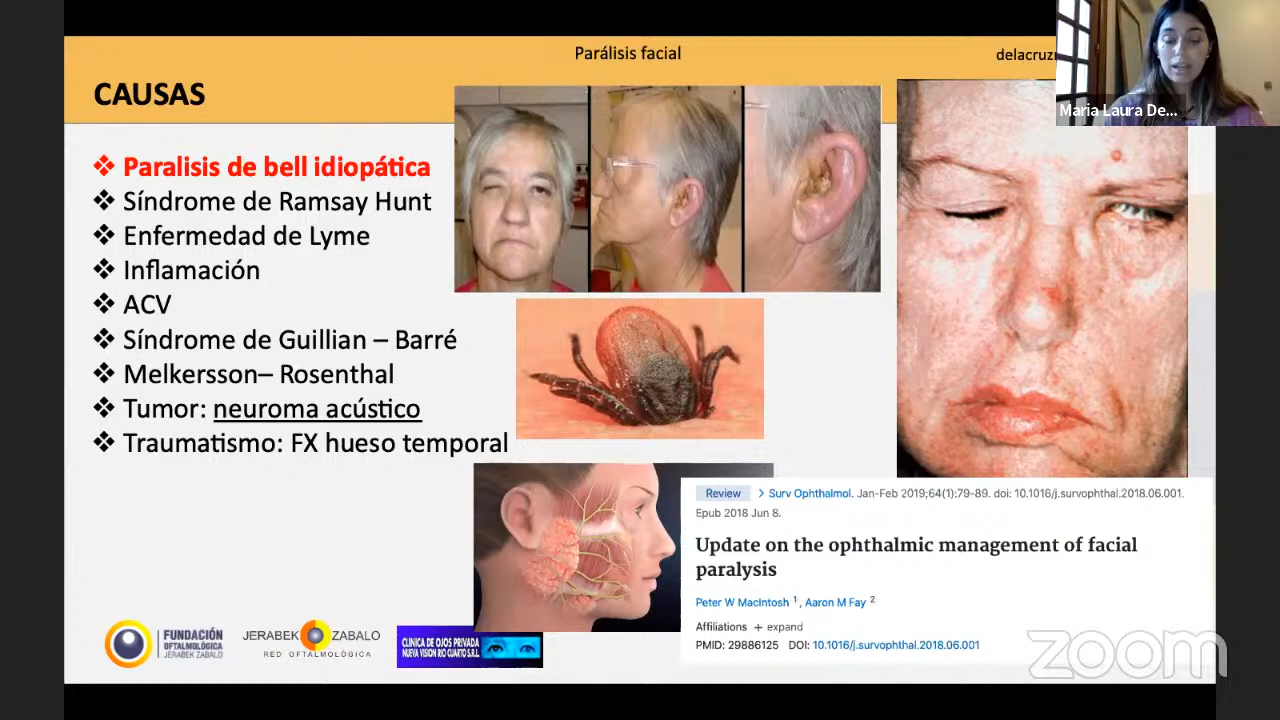 Parálisis facial
delacruz
CAUSAS
Maria Laura De...
❖ Paralisis de bell idiopática
❖ Síndrome de Ramsay Hunt
❖ Enfermedad de Lyme
❖ Inflamación
❖ ACV
❖ Síndrome de Guillian – Barré
❖ Melkersson– Rosenthal
❖ Tumor: neuroma acústico
❖ Traumatismo: FX hueso temporal
Review > Surv Ophthalmol. Jan-Feb 2019;64(1):79-89. doi: 10.1016/j.survophthal.2018.06.001.
Epub 2018 Jun 8.
Update on the ophthalmic management of facial
paralysis
Peter W MacIntosh 1, Aaron M Fay 2
Affiliations + expand
PMID: 29886125 DOI: 10.1016/j.survophthal.2018.06.001
FUNDACIÓN
OFTALMOLÓGICA
JERABEK ZABALO
JERABEK ZABALO
RED OFTALMOLÓGICA
CLINICA DE OJOS PRIVADA
NUEVA VISION RIO CUARTO S.R.L
zoom